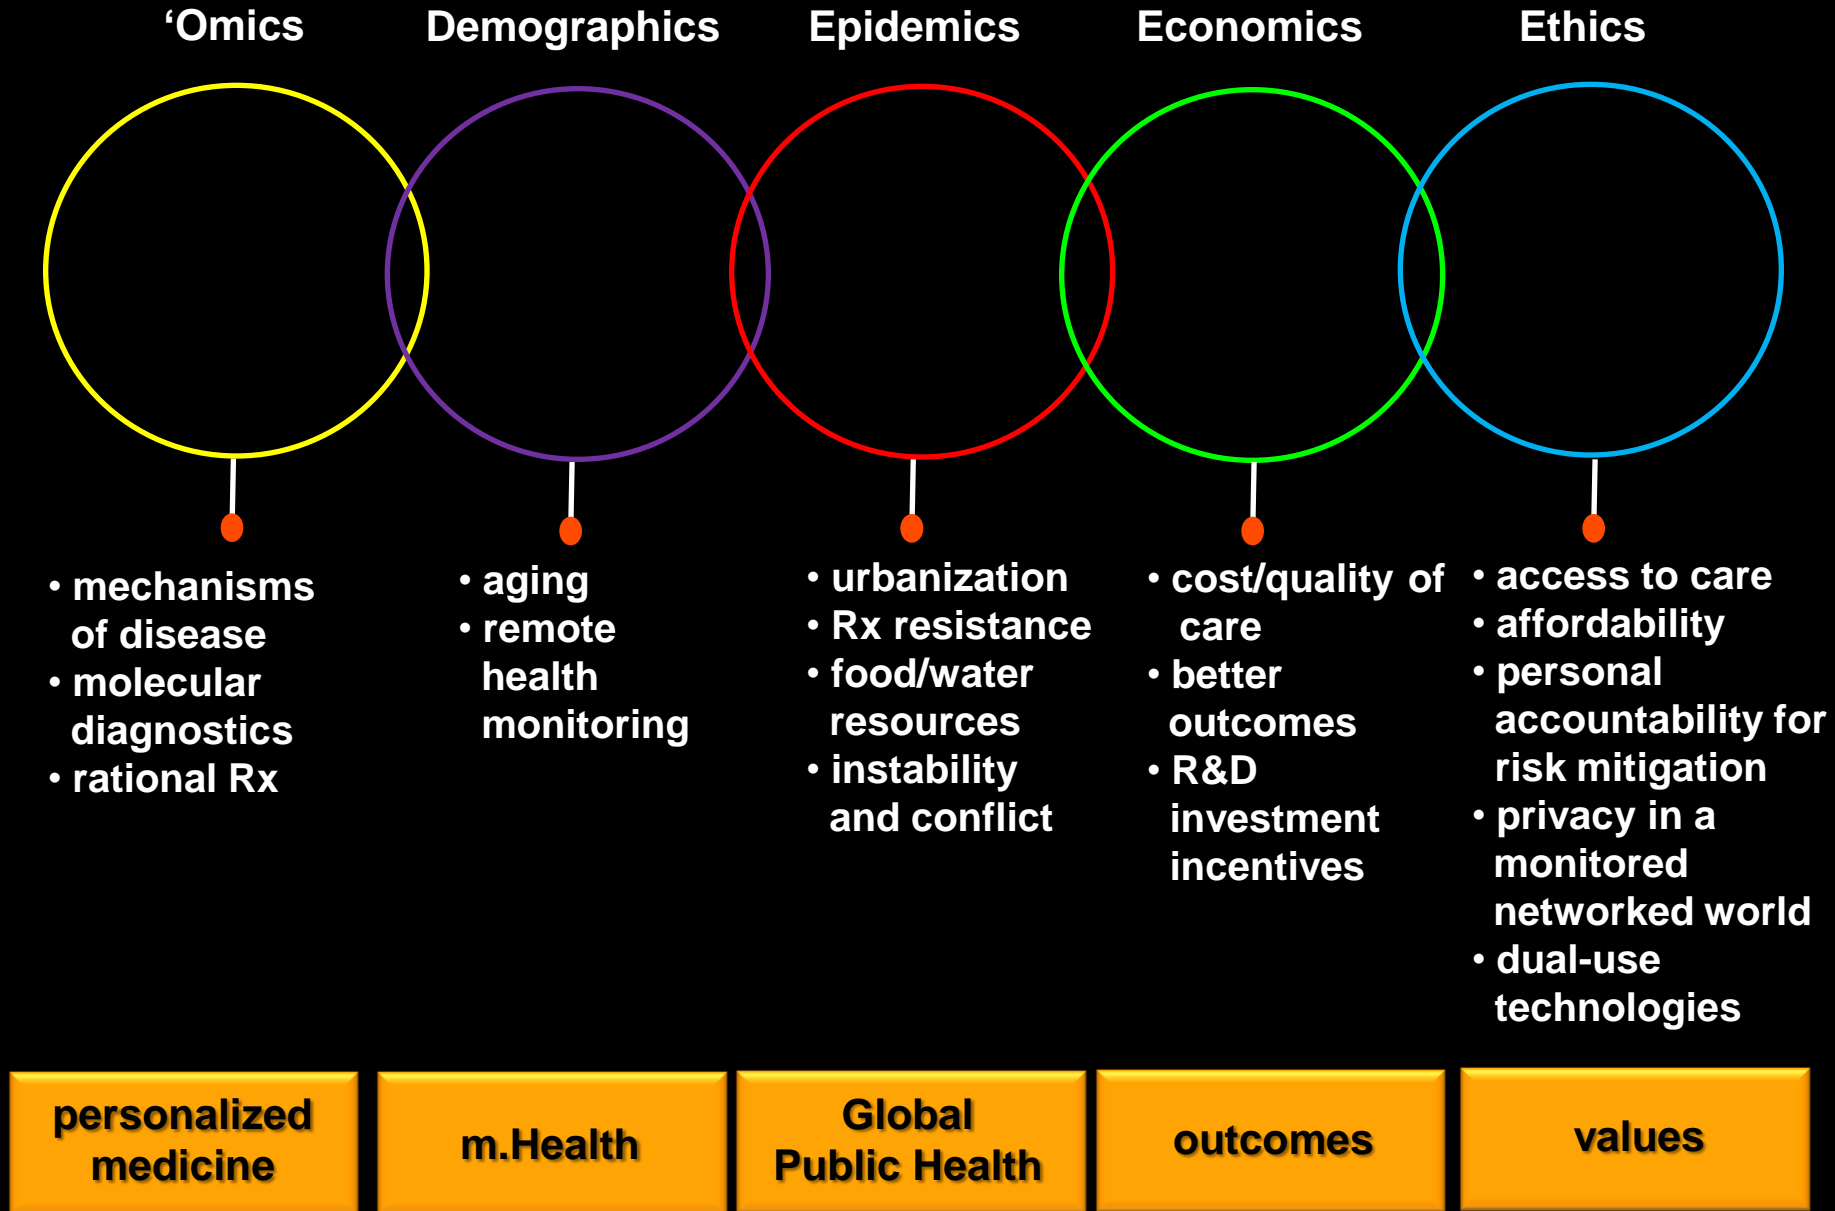 ‘Omics
Demographics
Epidemics
Economics
Ethics
• mechanisms
of disease
• molecular
diagnostics
• rational Rx
• aging
• remote
health
monitoring
• urbanization
• Rx resistance
• food/water
resources
• instability
and conflict
• cost/quality of
care
• better
outcomes
• R&D
investment
incentives
• access to care
• affordability
• personal
accountability for
risk mitigation
• privacy in a
monitored
networked world
• dual-use
technologies
personalized
medicine
m.Health
Global
Public Health
outcomes
values